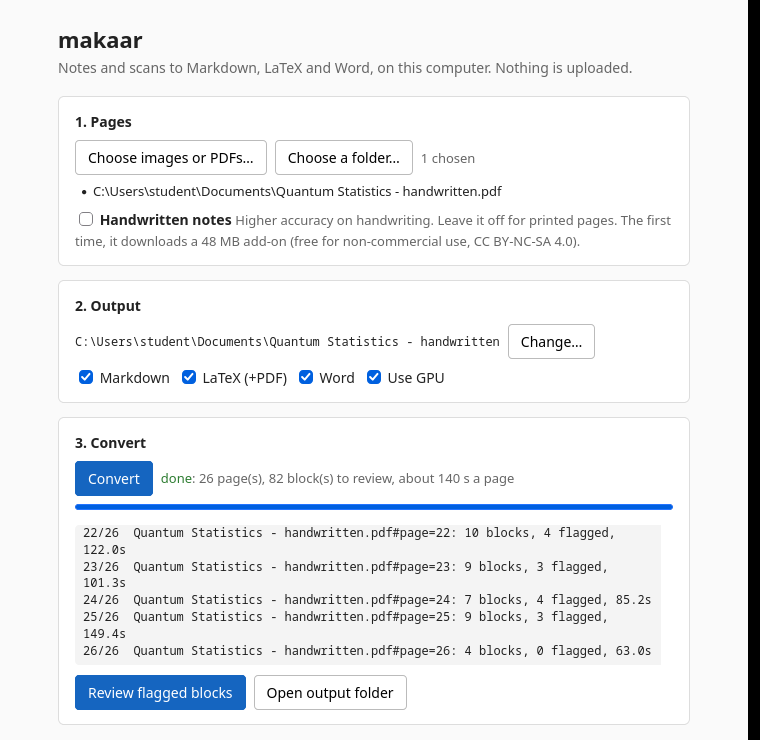 makaar
Notes and scans to Markdown, LaTeX and Word, on this computer. Nothing is uploaded.
1. Pages
Choose images or PDFs... Choose a folder... 1 chosen
• C:\Users\student\Documents\Quantum Statistics - handwritten.pdf
Handwritten notes Higher accuracy on handwriting. Leave it off for printed pages. The first
time, it downloads a 48 MB add-on (free for non-commercial use, CC BY-NC-SA 4.0).
2. Output
C:\Users\student\Documents\Quantum Statistics - handwritten Change...
Markdown LaTeX (+PDF) Word Use GPU
3. Convert
Convert done: 26 page(s), 82 block(s) to review, about 140 s a page
22/26 Quantum Statistics - handwritten.pdf#page=22: 10 blocks, 4 flagged,
122.0s
23/26 Quantum Statistics - handwritten.pdf#page=23: 9 blocks, 3 flagged,
101.3s
24/26 Quantum Statistics - handwritten.pdf#page=24: 7 blocks, 4 flagged, 85.2s
25/26 Quantum Statistics - handwritten.pdf#page=25: 9 blocks, 3 flagged,
149.4s
26/26 Quantum Statistics - handwritten.pdf#page=26: 4 blocks, 0 flagged, 63.0s
Review flagged blocks Open output folder